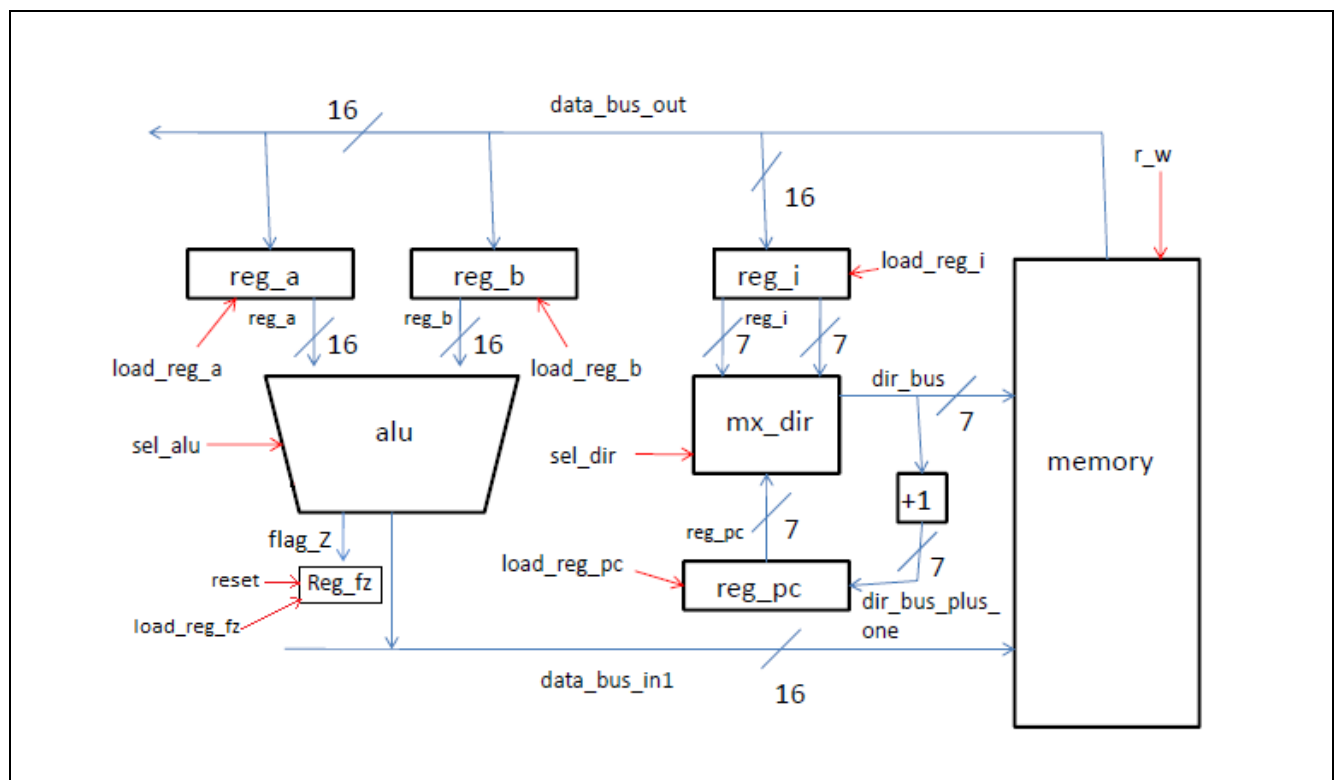 data_bus_out
16
r_w
16
reg_a
reg_b
reg_i
load_reg_i
reg_a
reg_b
reg_i
16
16
7
7
load_reg_a
load_reg_b
dir_bus
7
alu
mx_dir
sel_alu
sel_dir
memory
+1
flag_Z
reg_pc
7
7
load_reg_pc
reset
Reg_fz
reg_pc
dir_bus_plus_
one
load_reg_fz
data_bus_in1
16